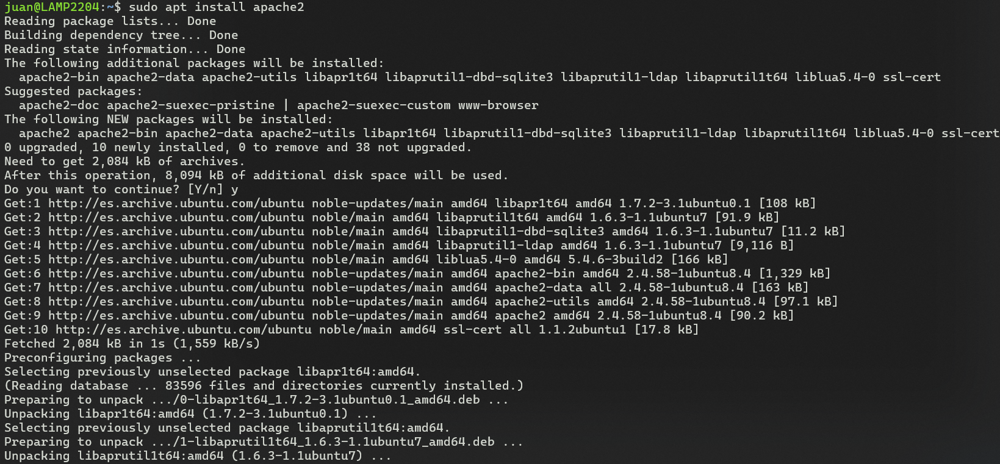 juan@LAMP2204:~$ sudo apt install apache2
Reading package lists... Done
Building dependency tree... Done
Reading state information... Done
The following additional packages will be installed:
  apache2-bin apache2-data apache2-utils libapr1t64 libaprutil1-dbd-sqlite3 libaprutil1-ldap libaprutil1t64 liblua5.4-0 ssl-cert
Suggested packages:
  apache2-doc apache2-suexec-pristine | apache2-suexec-custom www-browser
The following NEW packages will be installed:
  apache2 apache2-bin apache2-data apache2-utils libapr1t64 libaprutil1-dbd-sqlite3 libaprutil1-ldap libaprutil1t64 liblua5.4-0 ssl-cert
0 upgraded, 10 newly installed, 0 to remove and 38 not upgraded.
Need to get 2,084 kB of archives.
After this operation, 8,094 kB of additional disk space will be used.
Do you want to continue? [Y/n] y
Get:1 http://es.archive.ubuntu.com/ubuntu noble-updates/main amd64 libapr1t64 amd64 1.7.2-3.1ubuntu0.1 [108 kB]
Get:2 http://es.archive.ubuntu.com/ubuntu noble/main amd64 libaprutil1t64 amd64 1.6.3-1.1ubuntu7 [91.9 kB]
Get:3 http://es.archive.ubuntu.com/ubuntu noble/main amd64 libaprutil1-dbd-sqlite3 amd64 1.6.3-1.1ubuntu7 [11.2 kB]
Get:4 http://es.archive.ubuntu.com/ubuntu noble/main amd64 libaprutil1-ldap amd64 1.6.3-1.1ubuntu7 [9,116 B]
Get:5 http://es.archive.ubuntu.com/ubuntu noble/main amd64 liblua5.4-0 amd64 5.4.6-3build2 [166 kB]
Get:6 http://es.archive.ubuntu.com/ubuntu noble-updates/main amd64 apache2-bin amd64 2.4.58-1ubuntu8.4 [1,329 kB]
Get:7 http://es.archive.ubuntu.com/ubuntu noble-updates/main amd64 apache2-data all 2.4.58-1ubuntu8.4 [163 kB]
Get:8 http://es.archive.ubuntu.com/ubuntu noble-updates/main amd64 apache2-utils amd64 2.4.58-1ubuntu8.4 [97.1 kB]
Get:9 http://es.archive.ubuntu.com/ubuntu noble-updates/main amd64 apache2 amd64 2.4.58-1ubuntu8.4 [90.2 kB]
Get:10 http://es.archive.ubuntu.com/ubuntu noble/main amd64 ssl-cert all 1.1.2ubuntu1 [17.8 kB]
Fetched 2,084 kB in 1s (1,559 kB/s)
Preconfiguring packages ...
Selecting previously unselected package libapr1t64:amd64.
(Reading database ... 83596 files and directories currently installed.)
Preparing to unpack .../0-libapr1t64_1.7.2-3.1ubuntu0.1_amd64.deb ...
Unpacking libapr1t64:amd64 (1.7.2-3.1ubuntu0.1) ...
Selecting previously unselected package libaprutil1t64:amd64.
Preparing to unpack .../1-libaprutil1t64_1.6.3-1.1ubuntu7_amd64.deb ...
Unpacking libaprutil1t64:amd64 (1.6.3-1.1ubuntu7) ...